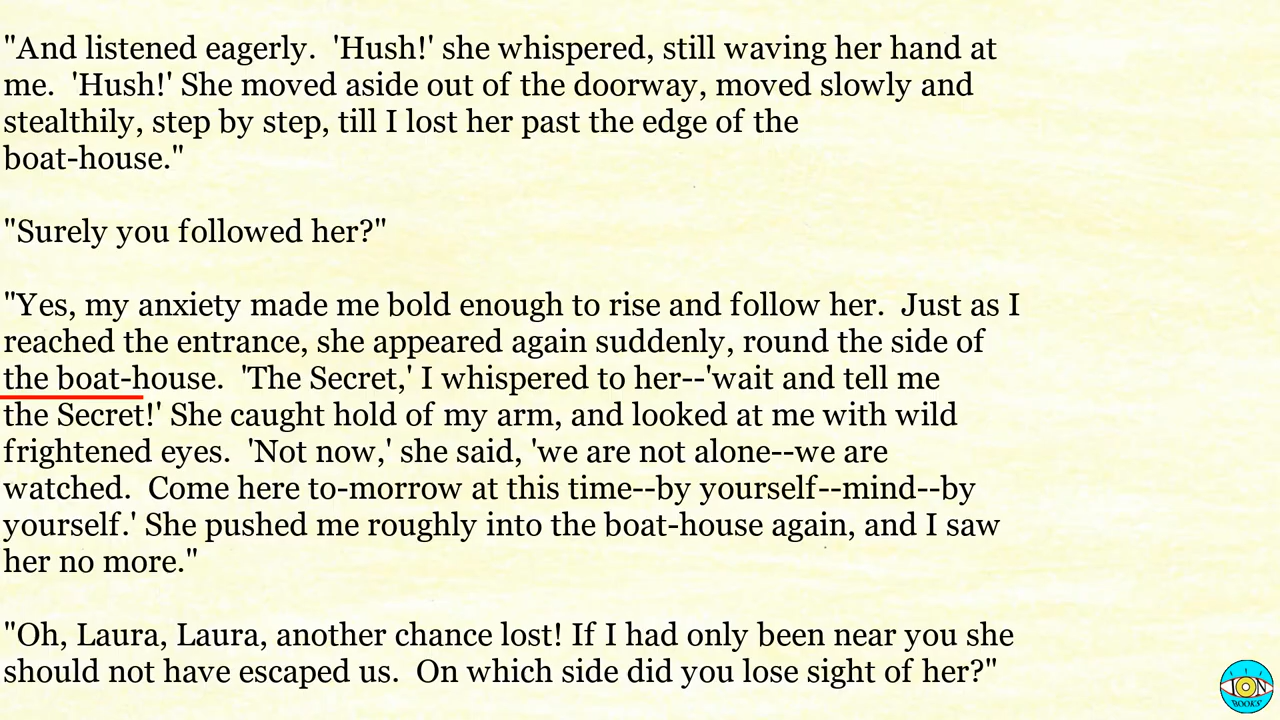 "And listened eagerly.  'Hush!' she whispered, still waving her hand at
me.  'Hush!' She moved aside out of the doorway, moved slowly and
stealthily, step by step, till I lost her past the edge of the
boat-house."
"Surely you followed her?"
"Yes, my anxiety made me bold enough to rise and follow her.  Just as I
reached the entrance, she appeared again suddenly, round the side of
the boat-house.  'The Secret,' I whispered to her--'wait and tell me
the Secret!' She caught hold of my arm, and looked at me with wild
frightened eyes.  'Not now,' she said, 'we are not alone--we are
watched.  Come here to-morrow at this time--by yourself--mind--by
yourself.' She pushed me roughly into the boat-house again, and I saw
her no more."
"Oh, Laura, Laura, another chance lost! If I had only been near you she
should not have escaped us.  On which side did you lose sight of her?"
ION
BOOKS